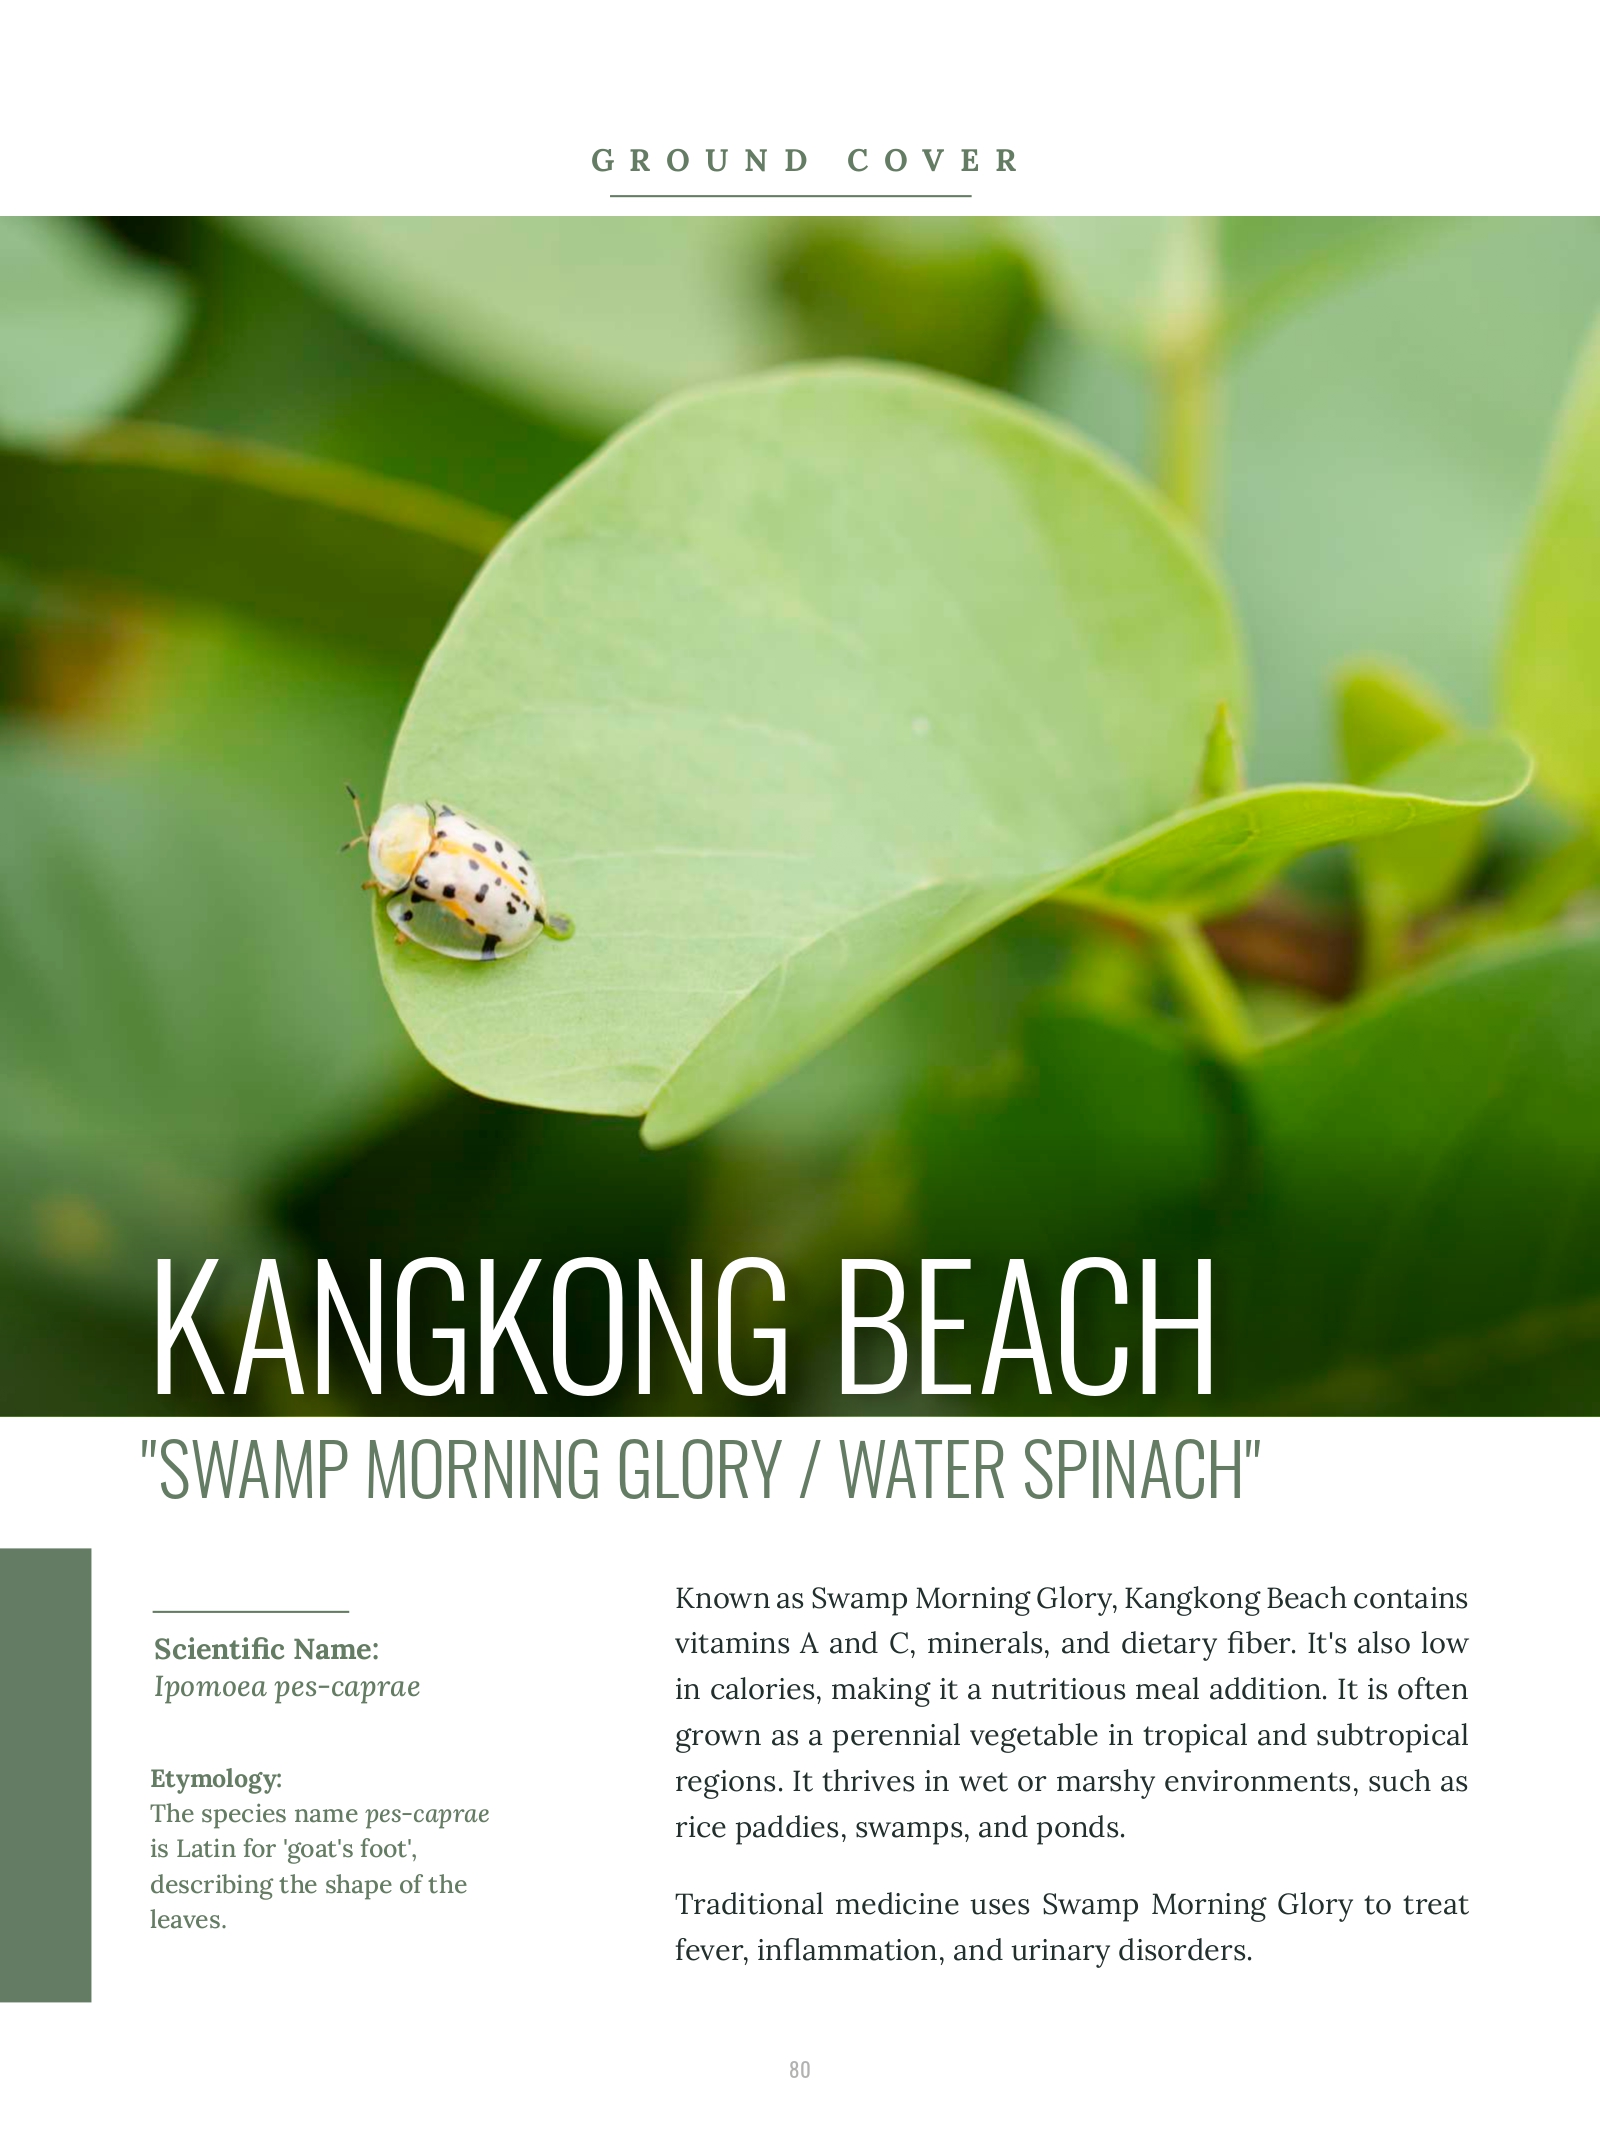 GROUND COVER
KANGKONG BEACH
"SWAMP MORNING GLORY / WATER SPINACH"
Scientific Name:
Ipomoea pes-caprae
Etymology:
The species name pes-caprae
is Latin for 'goat's foot',
describing the shape of the
leaves.
Known as Swamp Morning Glory, Kangkong Beach contains
vitamins A and C, minerals, and dietary fiber. It's also low
in calories, making it a nutritious meal addition. It is often
grown as a perennial vegetable in tropical and subtropical
regions. It thrives in wet or marshy environments, such as
rice paddies, swamps, and ponds.
Traditional medicine uses Swamp Morning Glory to treat
fever, inflammation, and urinary disorders.
80